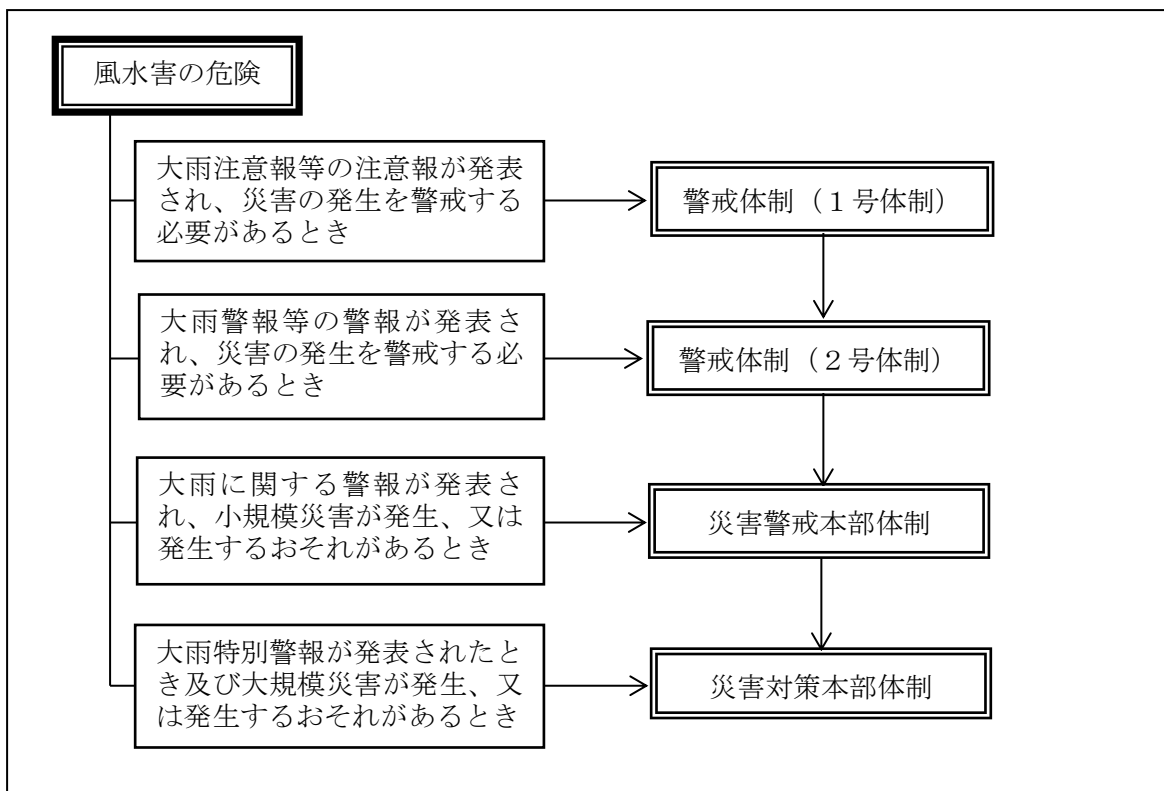 風水害の危険
大雨注意報等の注意報が発表
され、災害の発生を警戒する
必要があるとき
警戒体制（１号体制）
大雨警報等の警報が発表さ
れ、災害の発生を警戒する必
要があるとき
警戒体制（２号体制）
大雨に関する警報が発表さ
れ、小規模災害が発生、又は
発生するおそれがあるとき
災害警戒本部体制
大雨特別警報が発表されたと
き及び大規模災害が発生、又
は発生するおそれがあるとき
災害対策本部体制